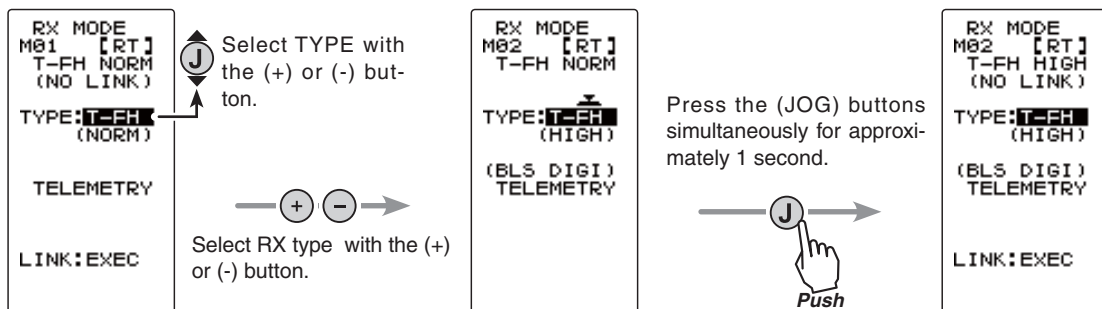 RX MODE
M01 [RT]
T-FH NORM
(NO LINK)
TYPE:T-FH
(NORM)
TELEMETRY
LINK:EXEC
J
Select TYPE with
the (+) or (-) but-
ton.
+ -
Select RX type with the (+)
or (-) button.
RX MODE
M02 [RT]
T-FH NORM
TYPE:T-FH
(HIGH)
(BLS DIGI)
TELEMETRY
Press the (JOG) buttons
simultaneously for approxi-
mately 1 second.
J
Push
RX MODE
M02 [RT]
T-FH HIGH
(NO LINK)
TYPE:T-FH
(HIGH)
(BLS DIGI)
TELEMETRY
LINK:EXEC